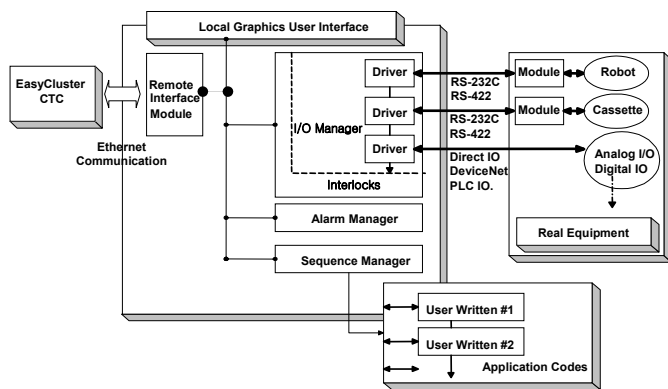 Local Graphics User Interface
EasyCluster
CTC
Remote
Interface
Module
Ethernet
Communication
Driver
Driver
I/O Manager
Driver
Interlocks
RS-232C
RS-422
RS-232C
RS-422
Direct IO
DeviceNet
PLC IO.
Module
Robot
Module
Cassette
Analog I/O
Digital IO
Real Equipment
Alarm Manager
Sequence Manager
User Written #1
User Written #2
Application Codes